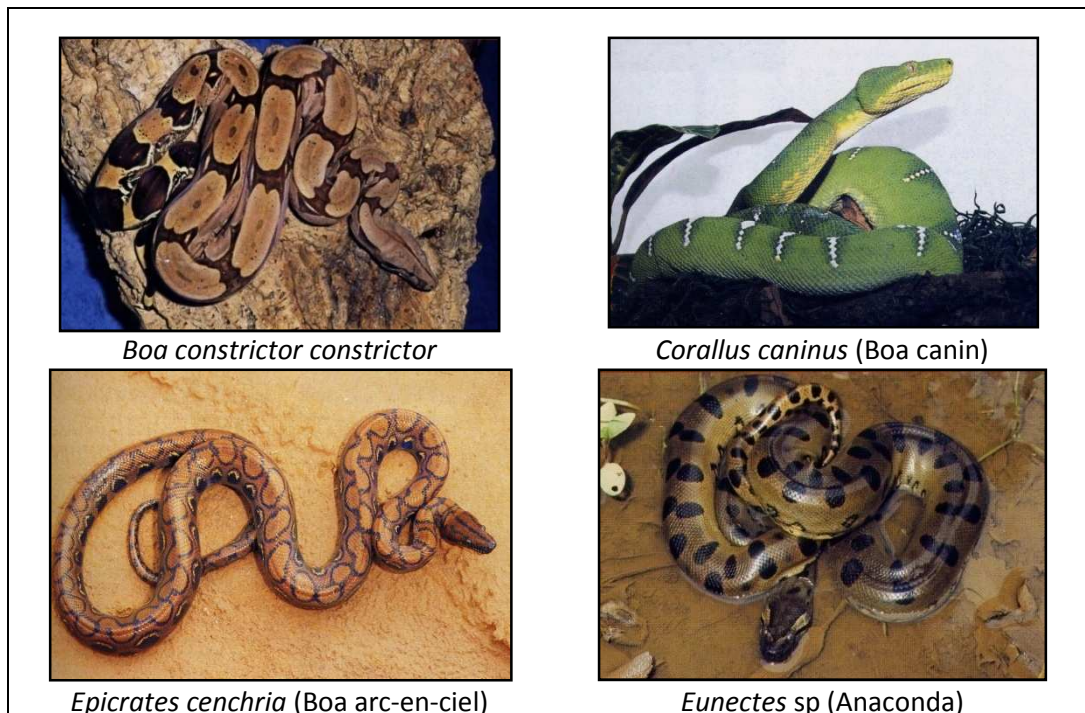 Boa constrictor constrictor
Corallus caninus (Boa canin)
Epicrates cenchria (Boa arc-en-ciel)
Eunectes sp (Anaconda)